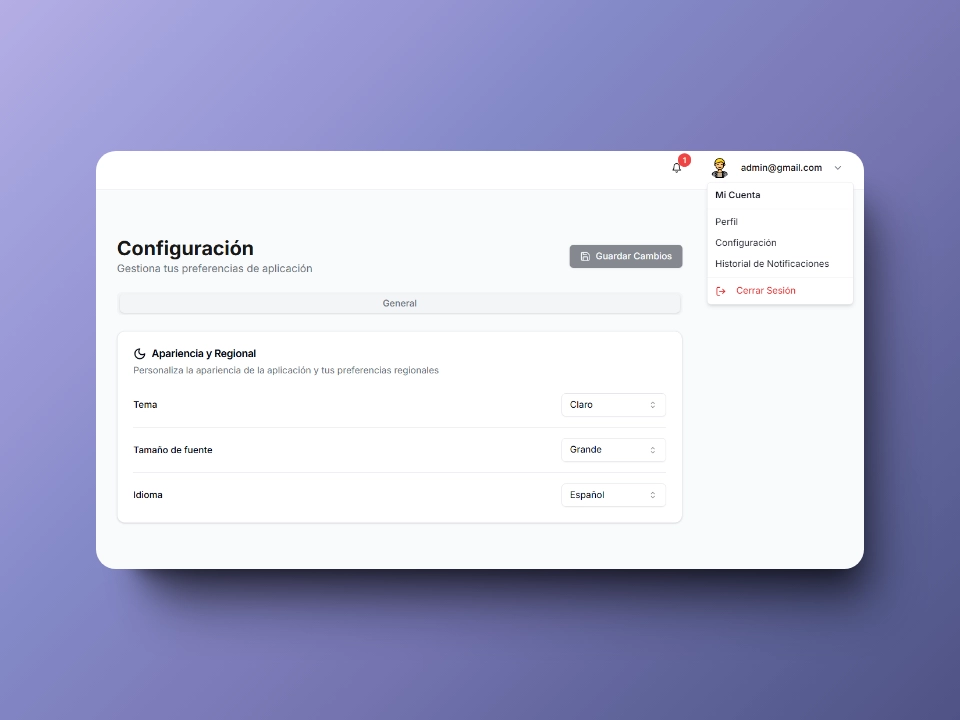 1
admin@gmail.com
Mi Cuenta
Perfil
Configuración
Historial de Notificaciones
Cerrar Sesión
Configuración
Gestiona tus preferencias de aplicación
Guardar Cambios
General
Apariencia y Regional
Personaliza la apariencia de la aplicación y tus preferencias regionales
Tema
Claro
Tamaño de fuente
Grande
Idioma
Español